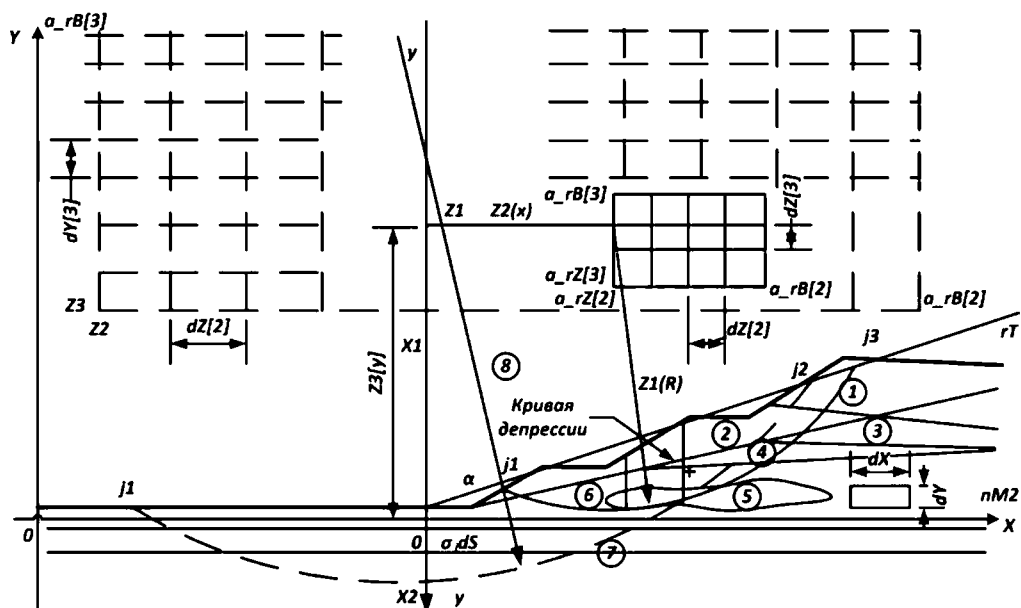 a_rB[3]
Y
y
dY[3]
a_rB[3]
Z1
Z2(x)
dZ[3]
a_rZ[3]
a_rZ[2]
a_rB[2]
a_rB[2]
Z3
Z2
dZ[2]
X1
Z3[y]
dZ[2]
rT
j3
8
Z1(R)
j2
1
Кривая
депрессии
2
3
4
dX
j1
j1
α
6
5
dY
nM2
X
0
0
7
X2
y